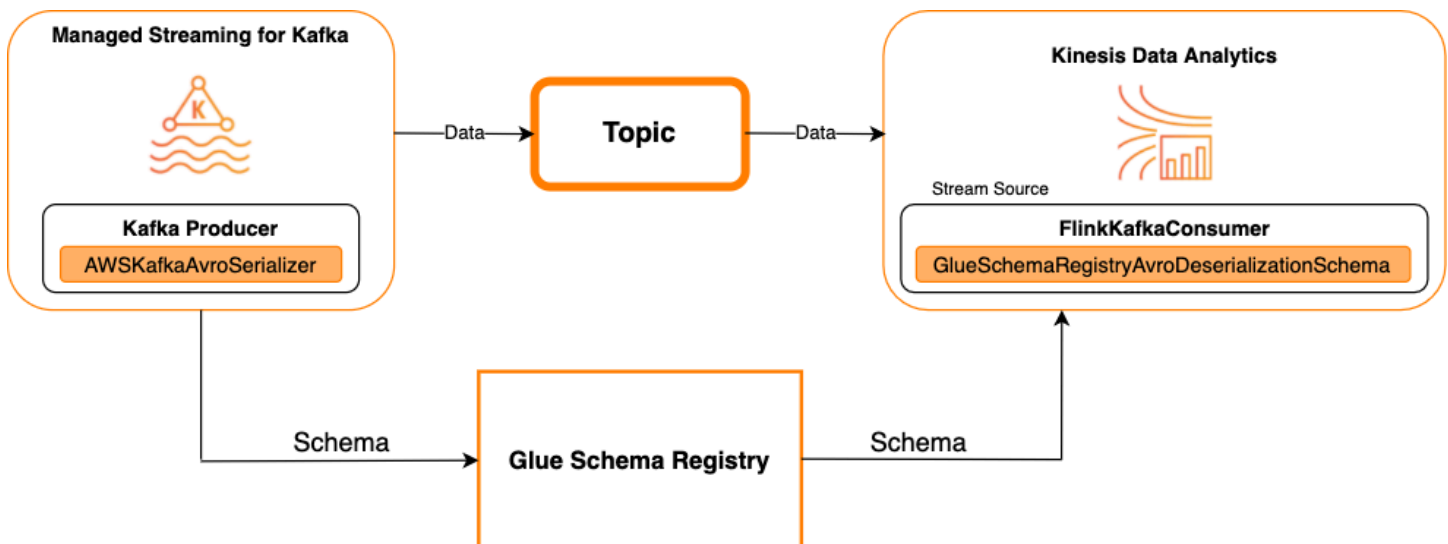 Managed Streaming for Kafka
K
Kafka Producer
AWSKafkaAvroSerializer
Data
Topic
Data
Kinesis Data Analytics
Stream Source
FlinkKafkaConsumer
GlueSchemaRegistryAvroDeserializationSchema
Schema
Glue Schema Registry
Schema